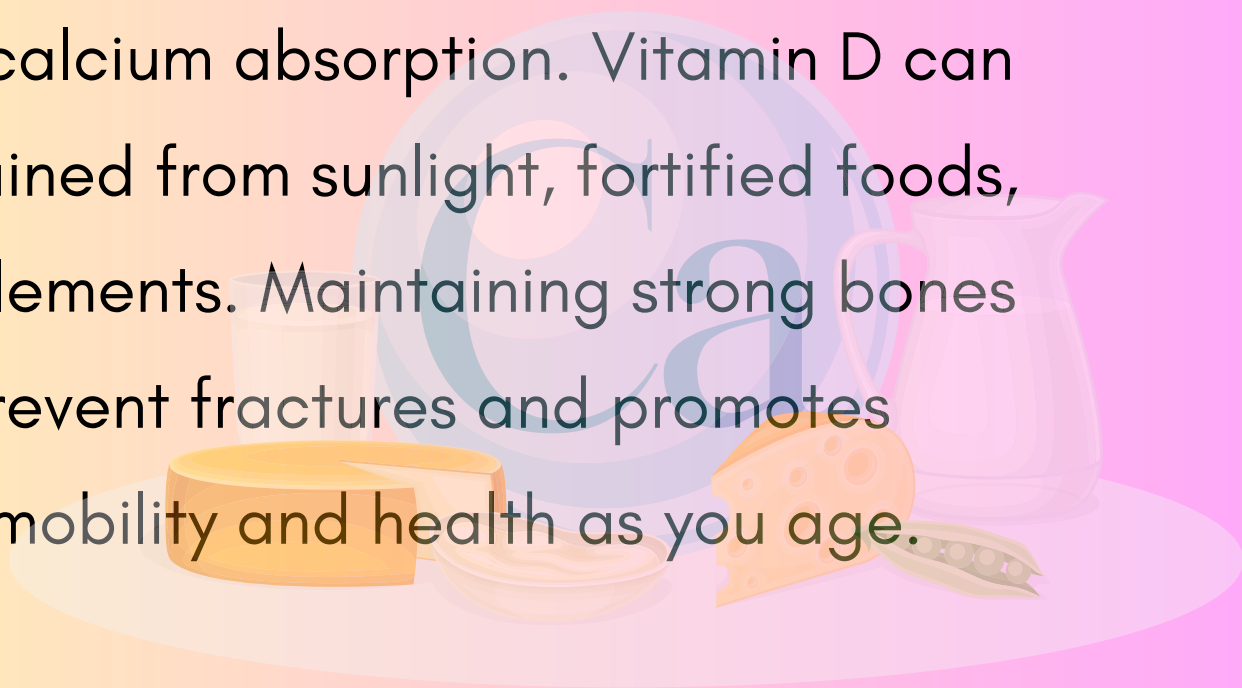 calcium absorption. Vitamin D can
ined from sunlight, fortified foods,
lements. Maintaining strong bones
revent fractures and promotes
mobility and health as you age.
Ca